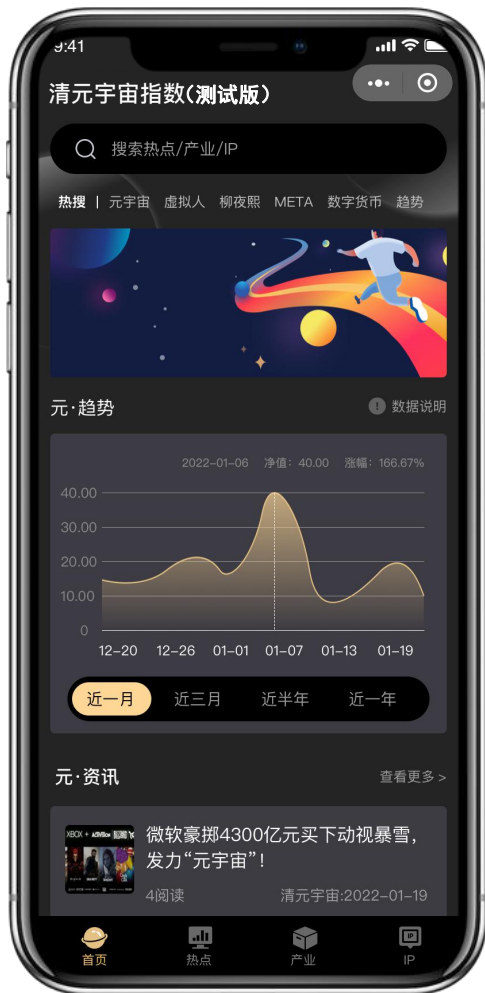 9:41
清元宇宙指数(测试版)
搜索热点/产业/IP
热搜 | 元宇宙 虚拟人 柳夜熙 META 数字货币 趋势
元·趋势
! 数据说明
2022-01-06 净值: 40.00 涨幅: 166.67%
40.00
30.00
20.00
10.00
0
12-20 12-26 01-01 01-07 01-13 01-19
近一月 近三月 近半年 近一年
元·资讯 查看更多 >
XBOX + ACTIVISION BLIZZARD
微软豪掷4300亿元买下动视暴雪，
发力“元宇宙”！
4阅读 清元宇宙:2022-01-19
首页 热点 产业 IP
IP